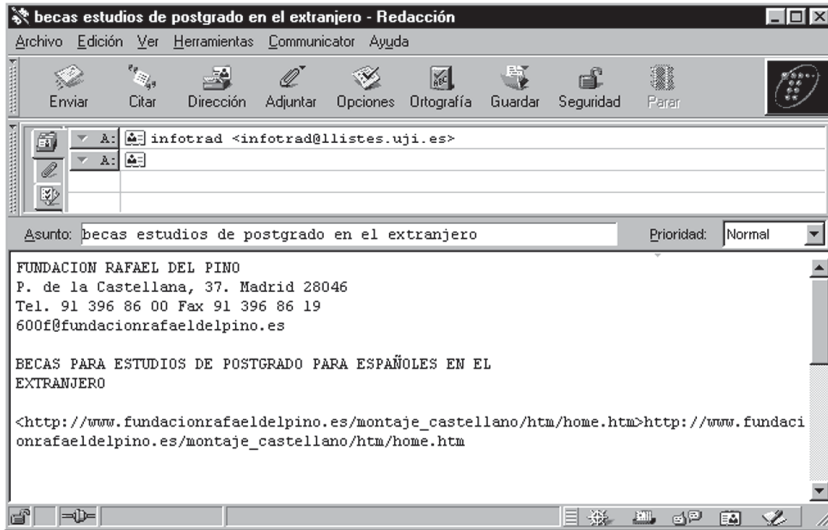 becas estudios de postgrado en el extranjero - Redacción
Archivo Edición Ver Herramientas Communicator Ayuda
Enviar Citar Dirección Adjuntar Opciones Ortografía Guardar Seguridad Parar
A: infotrad <infotrad@llistes.uji.es>
A:
Asunto: becas estudios de postgrado en el extranjero Prioridad: Normal
FUNDACION RAFAEL DEL PINO
P. de la Castellana, 37. Madrid 28046
Tel. 91 396 86 00 Fax 91 396 86 19
600f@fundacionrafaeldelpino.es
BECAS PARA ESTUDIOS DE POSTGRADO PARA ESPAÑOLES EN EL
EXTRANJERO
<http://www.fundacionrafaeldelpino.es/montaje_castellano/htm/home.htm>http://www.fundaci
onrafaeldelpino.es/montaje_castellano/htm/home.htm